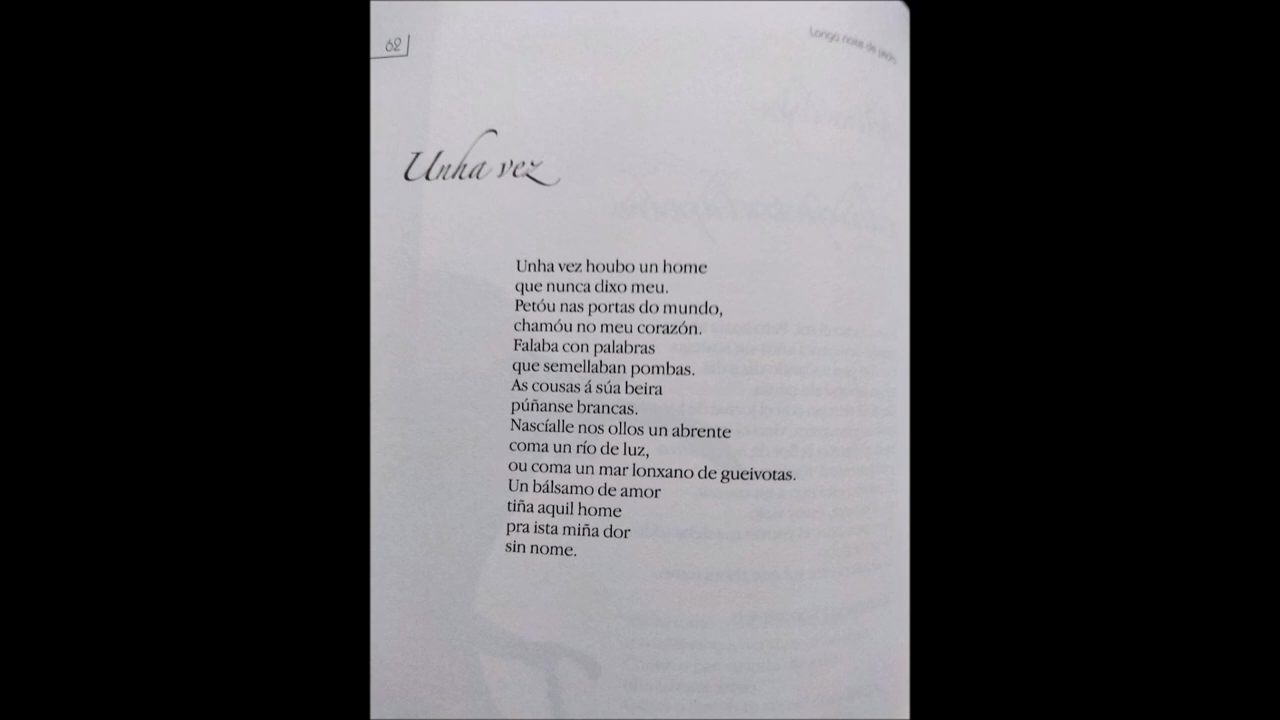 62
Longa noite de pedra
Unha vez
Unha vez houbo un home
que nunca dixo meu.
Petóu nas portas do mundo,
chamóu no meu corazón.
Falaba con palabras
que semellaban pombas.
As cousas á súa beira
púñanse brancas.
Nascíalle nos ollos un abrente
coma un río de luz,
ou coma un mar lonxano de gueivotas.
Un bálsamo de amor
tiña aquil home
pra ista miña dor
sin nome.